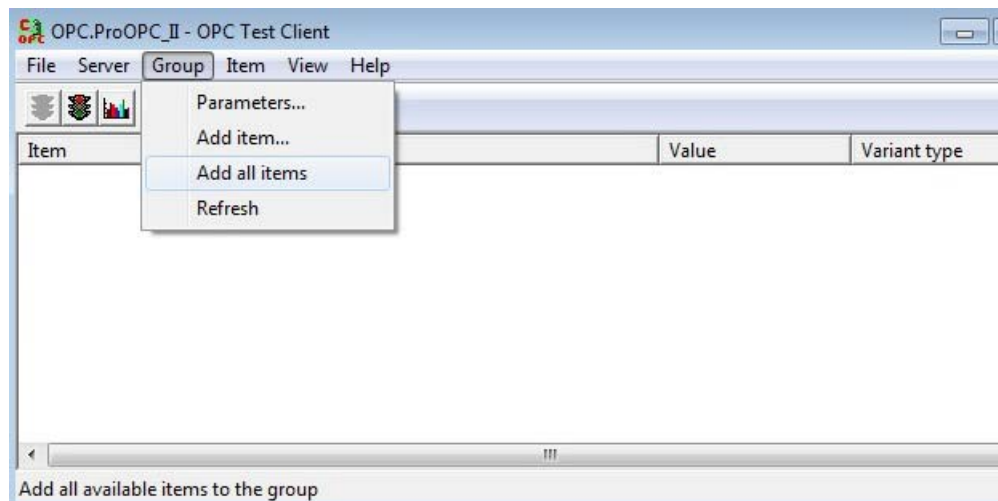 C OPC
OPC.ProOPC_II - OPC Test Client
File Server Group Item View Help
Parameters...
Add item...
Item Value Variant type
Add all items
Refresh
Add all available items to the group